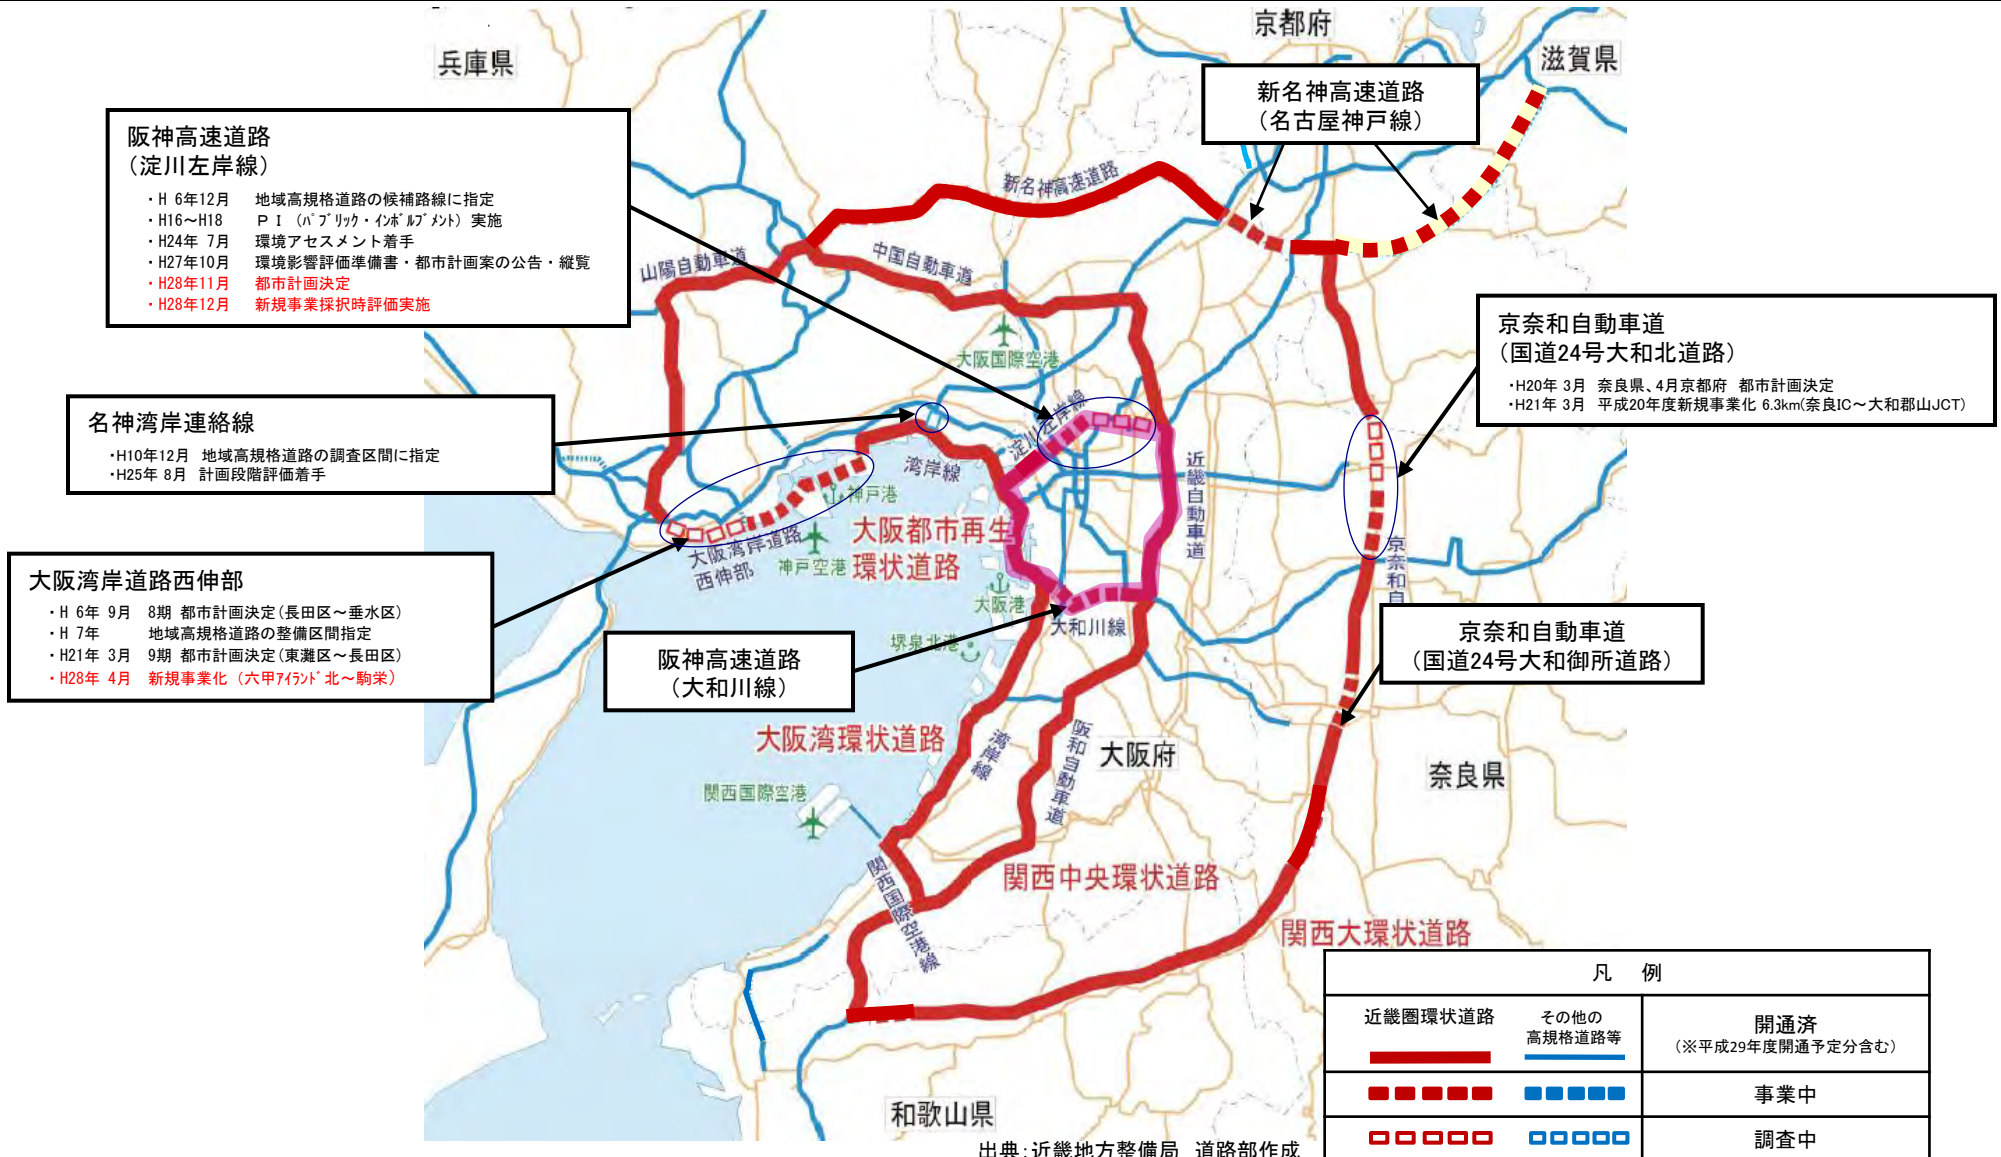 兵庫県
京都府
滋賀県
新名神高速道路
（名古屋神戸線）
阪神高速道路
（淀川左岸線）
・H 6年12月　地域高規格道路の候補路線に指定
・H16～H18　ＰＩ（ﾊﾟﾌﾞﾘｯｸ・ｲﾝﾎﾞﾙﾌﾞﾒﾝﾄ）実施
・H24年 7月　環境アセスメント着手
・H27年10月　環境影響評価準備書・都市計画案の公告・縦覧
・H28年11月　都市計画決定
・H28年12月　新規事業採択時評価実施
新名神高速道路
山陽自動車道
中国自動車道
大阪国際空港
京奈和自動車道
（国道24号大和北道路）
・H20年 3月　奈良県、4月京都府　都市計画決定
・H21年 3月　平成20年度新規事業化 6.3km(奈良IC～大和郡山JCT)
名神湾岸連絡線
・H10年12月　地域高規格道路の調査区間に指定
・H25年 8月　計画段階評価着手
淀川左岸線
湾岸線
近畿自動車道
神戸港
大阪都市再生
環状道路
大阪湾岸道路
西伸部
神戸空港
大阪港
京奈和自
大阪湾岸道路西伸部
・H 6年 9月　8期 都市計画決定(長田区～垂水区)
・H 7年　地域高規格道路の整備区間指定
・H21年 3月　9期 都市計画決定(東灘区～長田区)
・H28年 4月　新規事業化（六甲ｱｲﾗﾝﾄﾞ北～駒栄）
大和川線
堺泉北港
阪神高速道路
（大和川線）
京奈和自動車道
（国道24号大和御所道路）
大阪湾環状道路
湾岸線
阪和自動車道
大阪府
奈良県
関西国際空港
関西国際空港線
関西中央環状道路
関西大環状道路
和歌山県
出典：近畿地方整備局　道路部作成
凡　例
近畿圏環状道路
その他の
高規格道路等
開通済
（※平成29年度開通予定分含む）
事業中
調査中